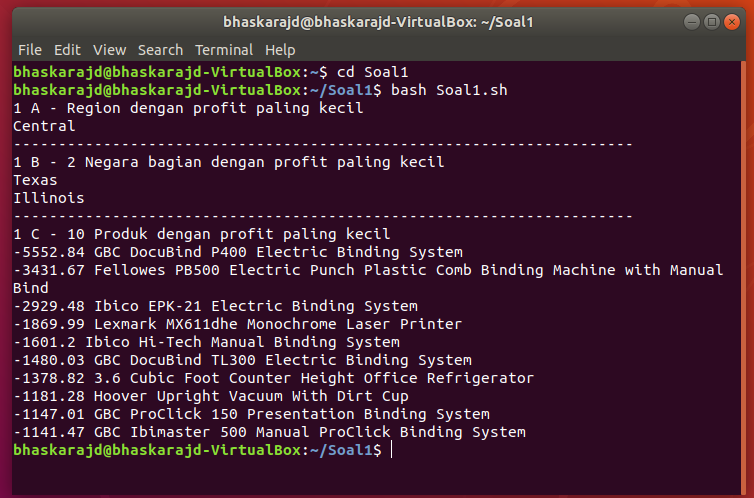 bhaskarajd@bhaskarajd-VirtualBox: ~/Soal1
File Edit View Search Terminal Help
bhaskarajd@bhaskarajd-VirtualBox:~$ cd Soal1
bhaskarajd@bhaskarajd-VirtualBox:~/Soal1$ bash Soal1.sh
1 A - Region dengan profit paling kecil
Central
---------------------------------------------------------------------
1 B - 2 Negara bagian dengan profit paling kecil
Texas
Illinois
---------------------------------------------------------------------
1 C - 10 Produk dengan profit paling kecil
-5552.84 GBC DocuBind P400 Electric Binding System
-3431.67 Fellowes PB500 Electric Punch Plastic Comb Binding Machine with Manual
Bind
-2929.48 Ibico EPK-21 Electric Binding System
-1869.99 Lexmark MX611dhe Monochrome Laser Printer
-1601.2 Ibico Hi-Tech Manual Binding System
-1480.03 GBC DocuBind TL300 Electric Binding System
-1378.82 3.6 Cubic Foot Counter Height Office Refrigerator
-1181.28 Hoover Upright Vacuum With Dirt Cup
-1147.01 GBC ProClick 150 Presentation Binding System
-1141.47 GBC Ibimaster 500 Manual ProClick Binding System
bhaskarajd@bhaskarajd-VirtualBox:~/Soal1$